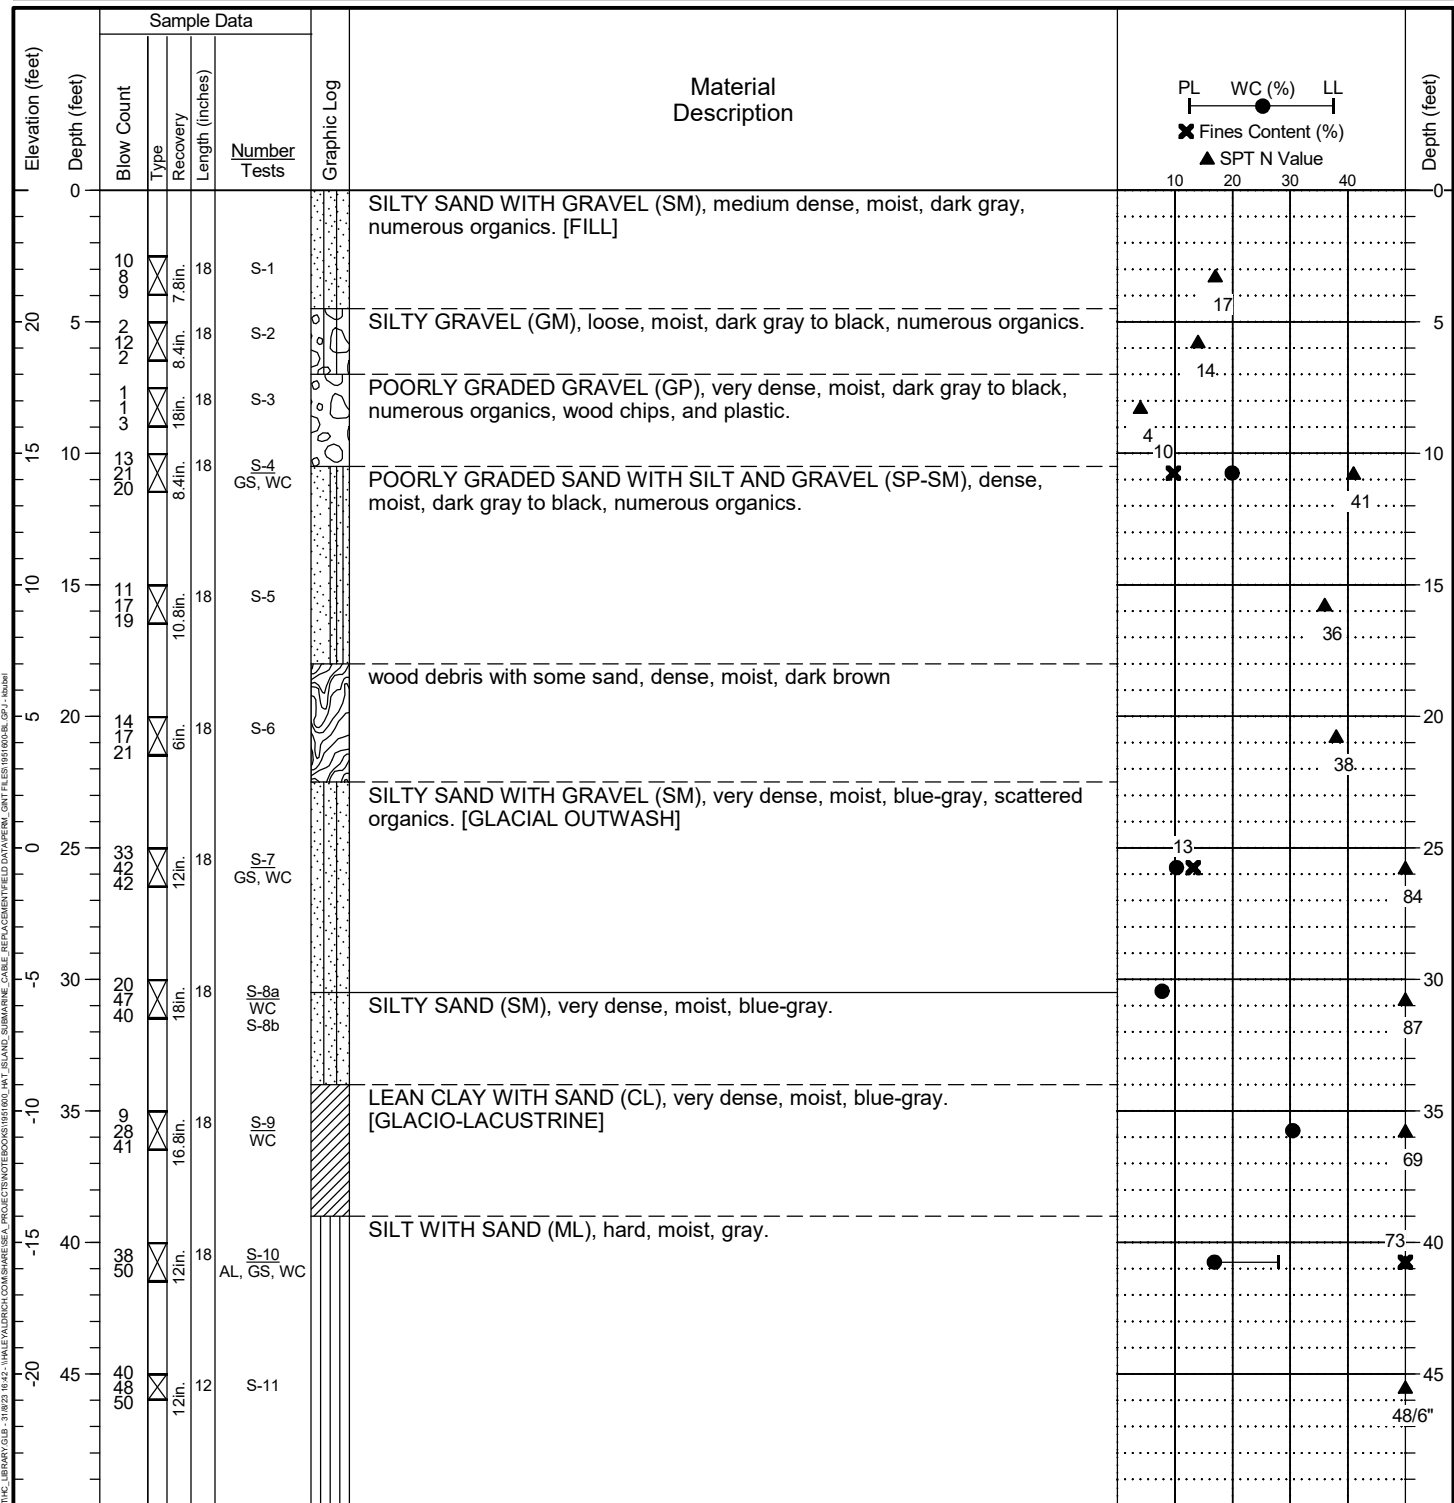 Sample Data
Elevation (feet)
Depth (feet)
Blow Count
Type
Recovery
Length (inches)
Number
Tests
Graphic Log
Material
Description
PL WC (%) LL
Fines Content (%)
SPT N Value
10 20 30 40
Depth (feet)
0
SILTY SAND WITH GRAVEL (SM), medium dense, moist, dark gray,
numerous organics. [FILL]
0
10
8
9
7.8in.
18
S-1
17
20
5
SILTY GRAVEL (GM), loose, moist, dark gray to black, numerous organics.
5
2
12
2
8.4in.
18
S-2
14
POORLY GRADED GRAVEL (GP), very dense, moist, dark gray to black,
numerous organics, wood chips, and plastic.
1
1
3
18in.
18
S-3
4
15
10
10
10
13
21
20
8.4in.
18
S-4
GS, WC
POORLY GRADED SAND WITH SILT AND GRAVEL (SP-SM), dense,
moist, dark gray to black, numerous organics.
41
10
15
15
11
17
19
10.8in.
18
S-5
36
wood debris with some sand, dense, moist, dark brown
5
20
20
14
17
21
6in.
18
S-6
38
SILTY SAND WITH GRAVEL (SM), very dense, moist, blue-gray, scattered
organics. [GLACIAL OUTWASH]
0
25
13
25
33
42
42
12in.
18
S-7
GS, WC
84
-5
30
30
20
47
40
18in.
18
S-8a
WC
S-8b
SILTY SAND (SM), very dense, moist, blue-gray.
87
LEAN CLAY WITH SAND (CL), very dense, moist, blue-gray.
[GLACIO-LACUSTRINE]
-10
35
35
9
28
41
16.8in.
18
S-9
WC
69
SILT WITH SAND (ML), hard, moist, gray.
-15
40
73
40
38
50
12in.
18
S-10
AL, GS, WC
-20
45
45
40
48
50
12in.
12
S-11
48/6"